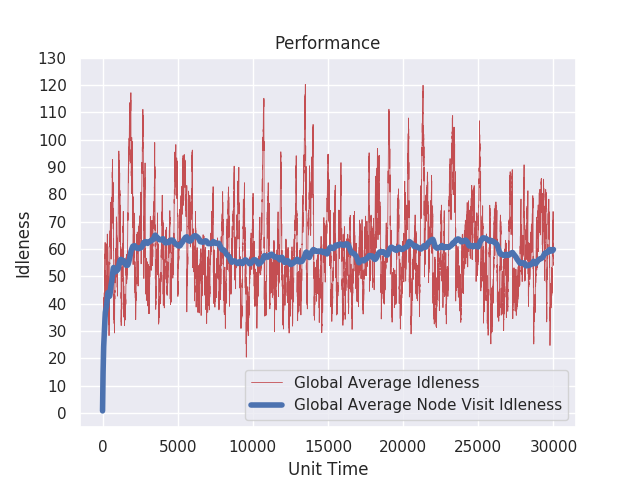 Performance
130
120
110
100
90
80
70
60
50
40
30
20
10
0
Idleness
Global Average Idleness
Global Average Node Visit Idleness
0 5000 10000 15000 20000 25000 30000
Unit Time